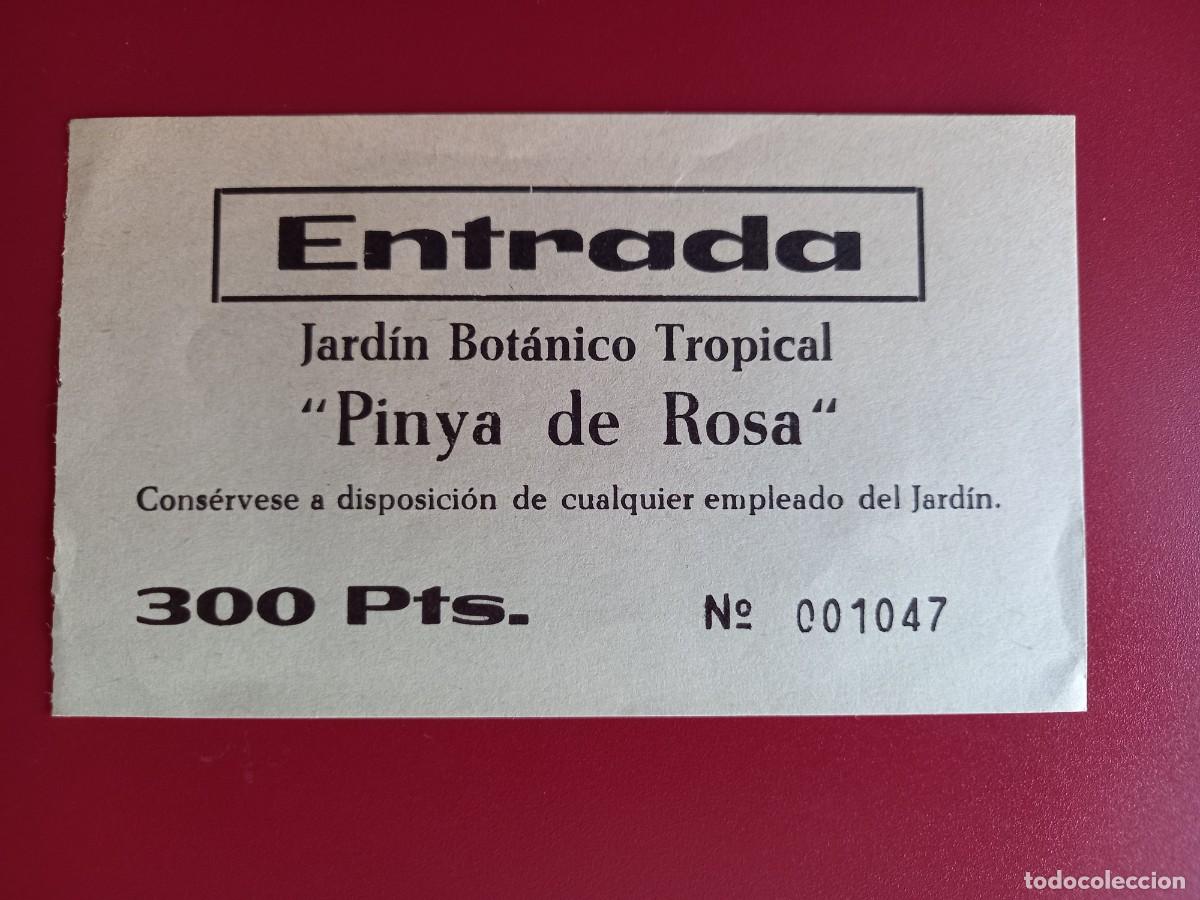 Entrada
Jardín Botánico Tropical
“Pinya de Rosa“
Consérvese a disposición de cualquier empleado del Jardín.
300 Pts. Nº 001047
todocoleccion